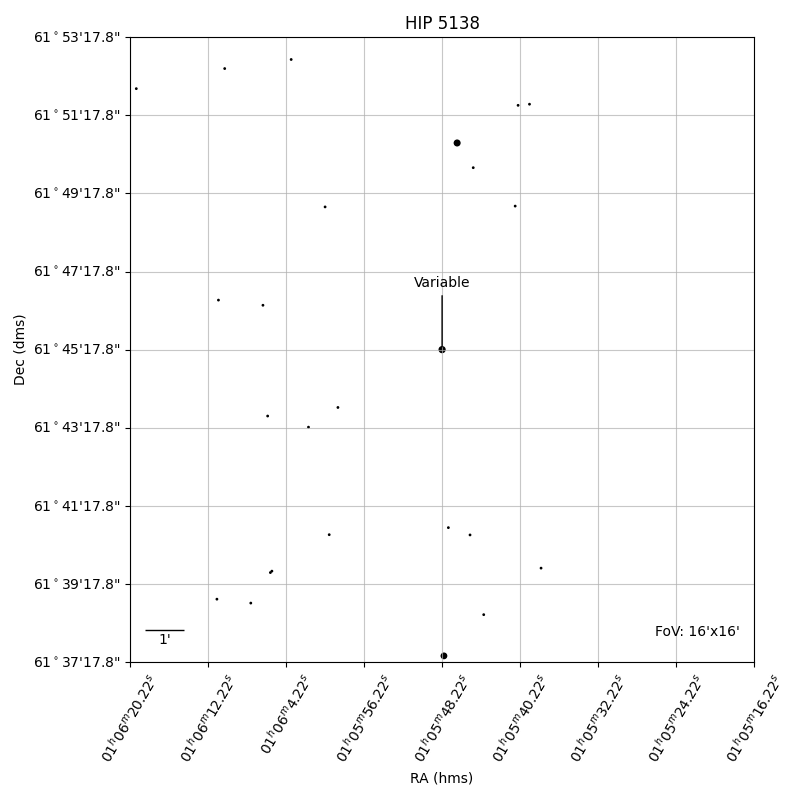 HIP 5138
61°53'17.8"
61°51'17.8"
61°49'17.8"
61°47'17.8"
61°45'17.8"
61°43'17.8"
61°41'17.8"
61°39'17.8"
61°37'17.8"
Dec (dms)
Variable
1'
FoV: 16'x16'
01ʰ06ᵐ20.22ˢ
01ʰ06ᵐ12.22ˢ
01ʰ06ᵐ4.22ˢ
01ʰ05ᵐ56.22ˢ
01ʰ05ᵐ48.22ˢ
01ʰ05ᵐ40.22ˢ
01ʰ05ᵐ32.22ˢ
01ʰ05ᵐ24.22ˢ
01ʰ05ᵐ16.22ˢ
RA (hms)